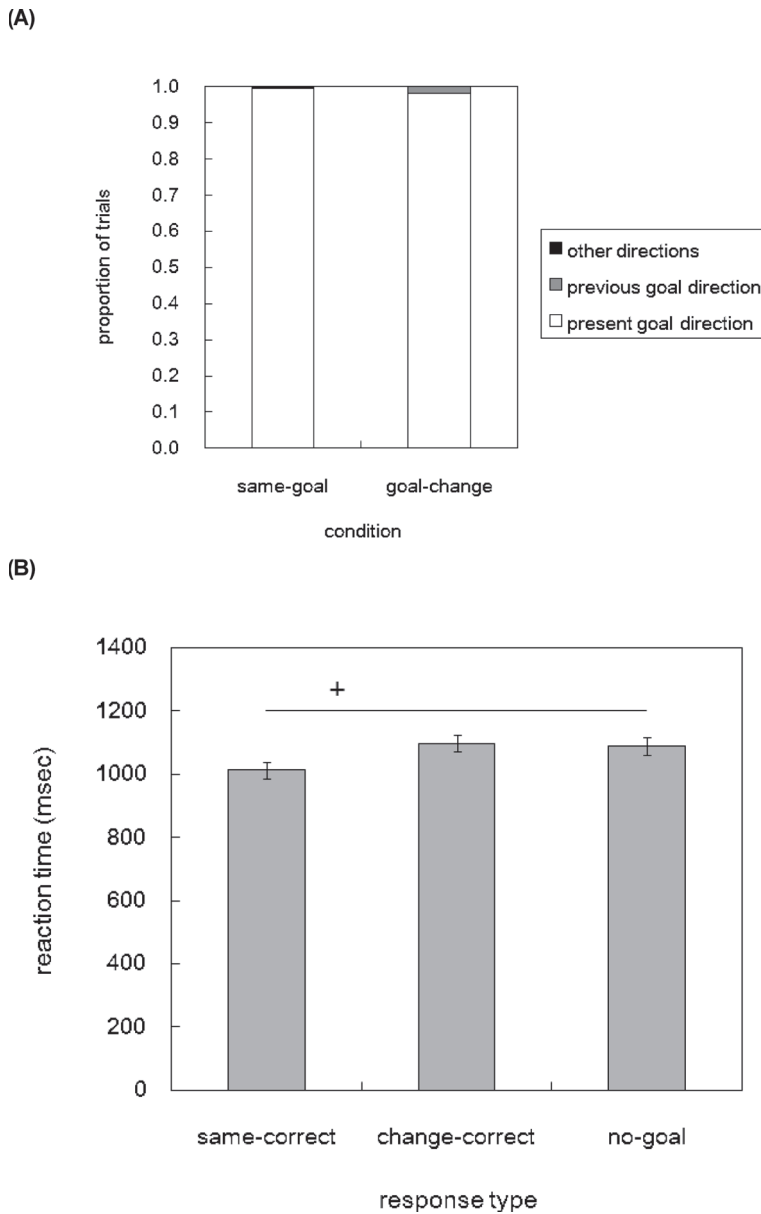 (A)
1.0
0.9
0.8
0.7
0.6
0.5
0.4
0.3
0.2
0.1
0.0
proportion of trials
same-goal goal-change
condition
other directions
previous goal direction
present goal direction
(B)
1400
1200
1000
800
600
400
200
0
reaction time (msec)
+
same-correct change-correct no-goal
response type